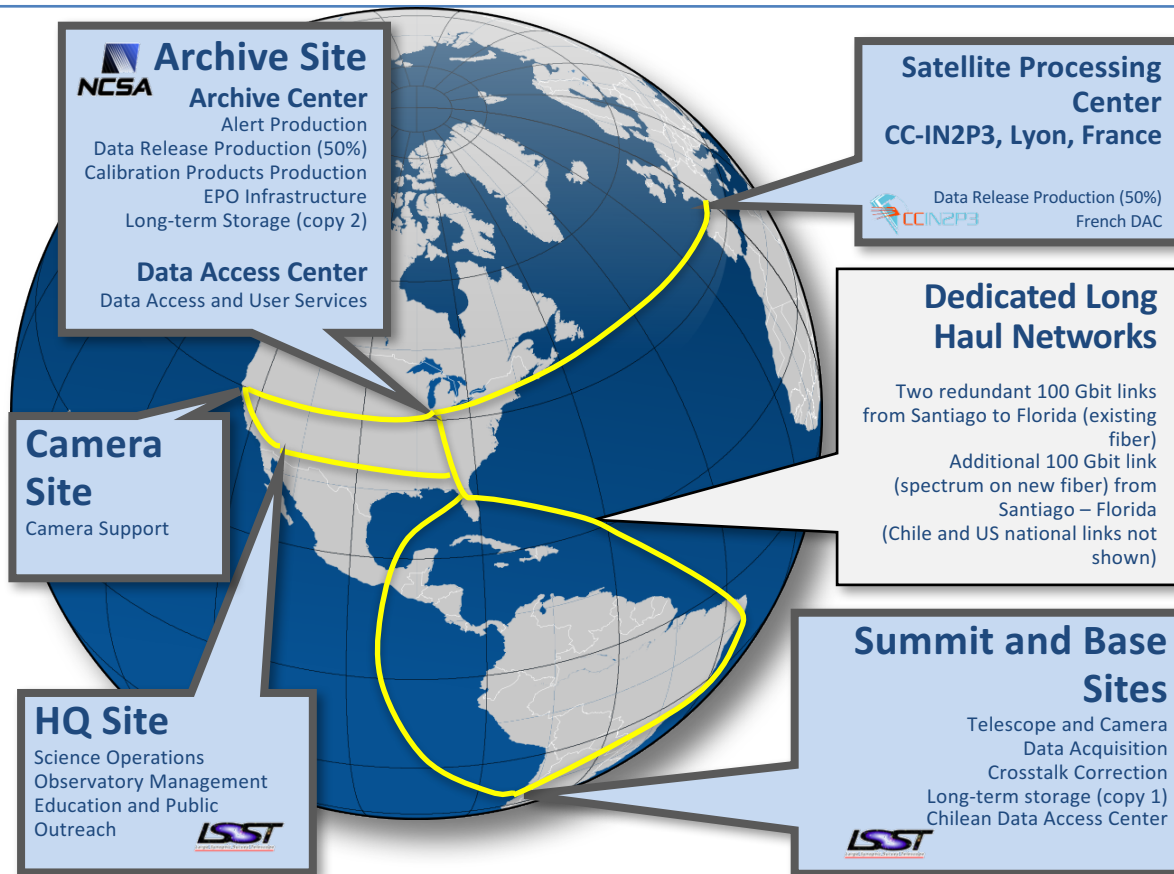 NCSA
Archive Site
Archive Center
Alert Production
Data Release Production (50%)
Calibration Products Production
EPO Infrastructure
Long-term Storage (copy 2)
Data Access Center
Data Access and User Services
Satellite Processing
Center
CC-IN2P3, Lyon, France
Data Release Production (50%)
CCIN2P3
French DAC
Dedicated Long
Haul Networks
Two redundant 100 Gbit links
from Santiago to Florida (existing
fiber)
Additional 100 Gbit link
(spectrum on new fiber) from
Santiago – Florida
(Chile and US national links not
shown)
Camera
Site
Camera Support
HQ Site
Science Operations
Observatory Management
Education and Public
Outreach
LSST
Summit and Base
Sites
Telescope and Camera
Data Acquisition
Crosstalk Correction
Long-term storage (copy 1)
Chilean Data Access Center
LSST